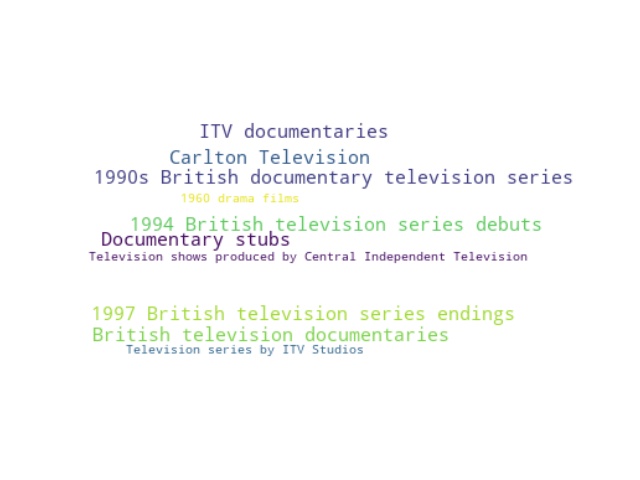 ITV documentaries
Carlton Television
1990s British documentary television series
1960 drama films
1994 British television series debuts
Documentary stubs
Television shows produced by Central Independent Television
1997 British television series endings
British television documentaries
Television series by ITV Studios